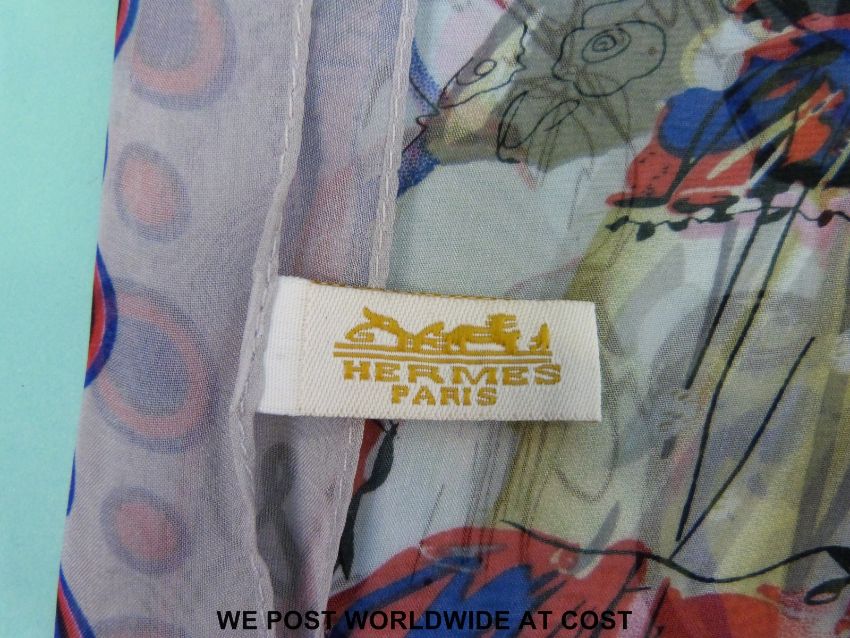 HERMES
PARIS
WE POST WORLDWIDE AT COST